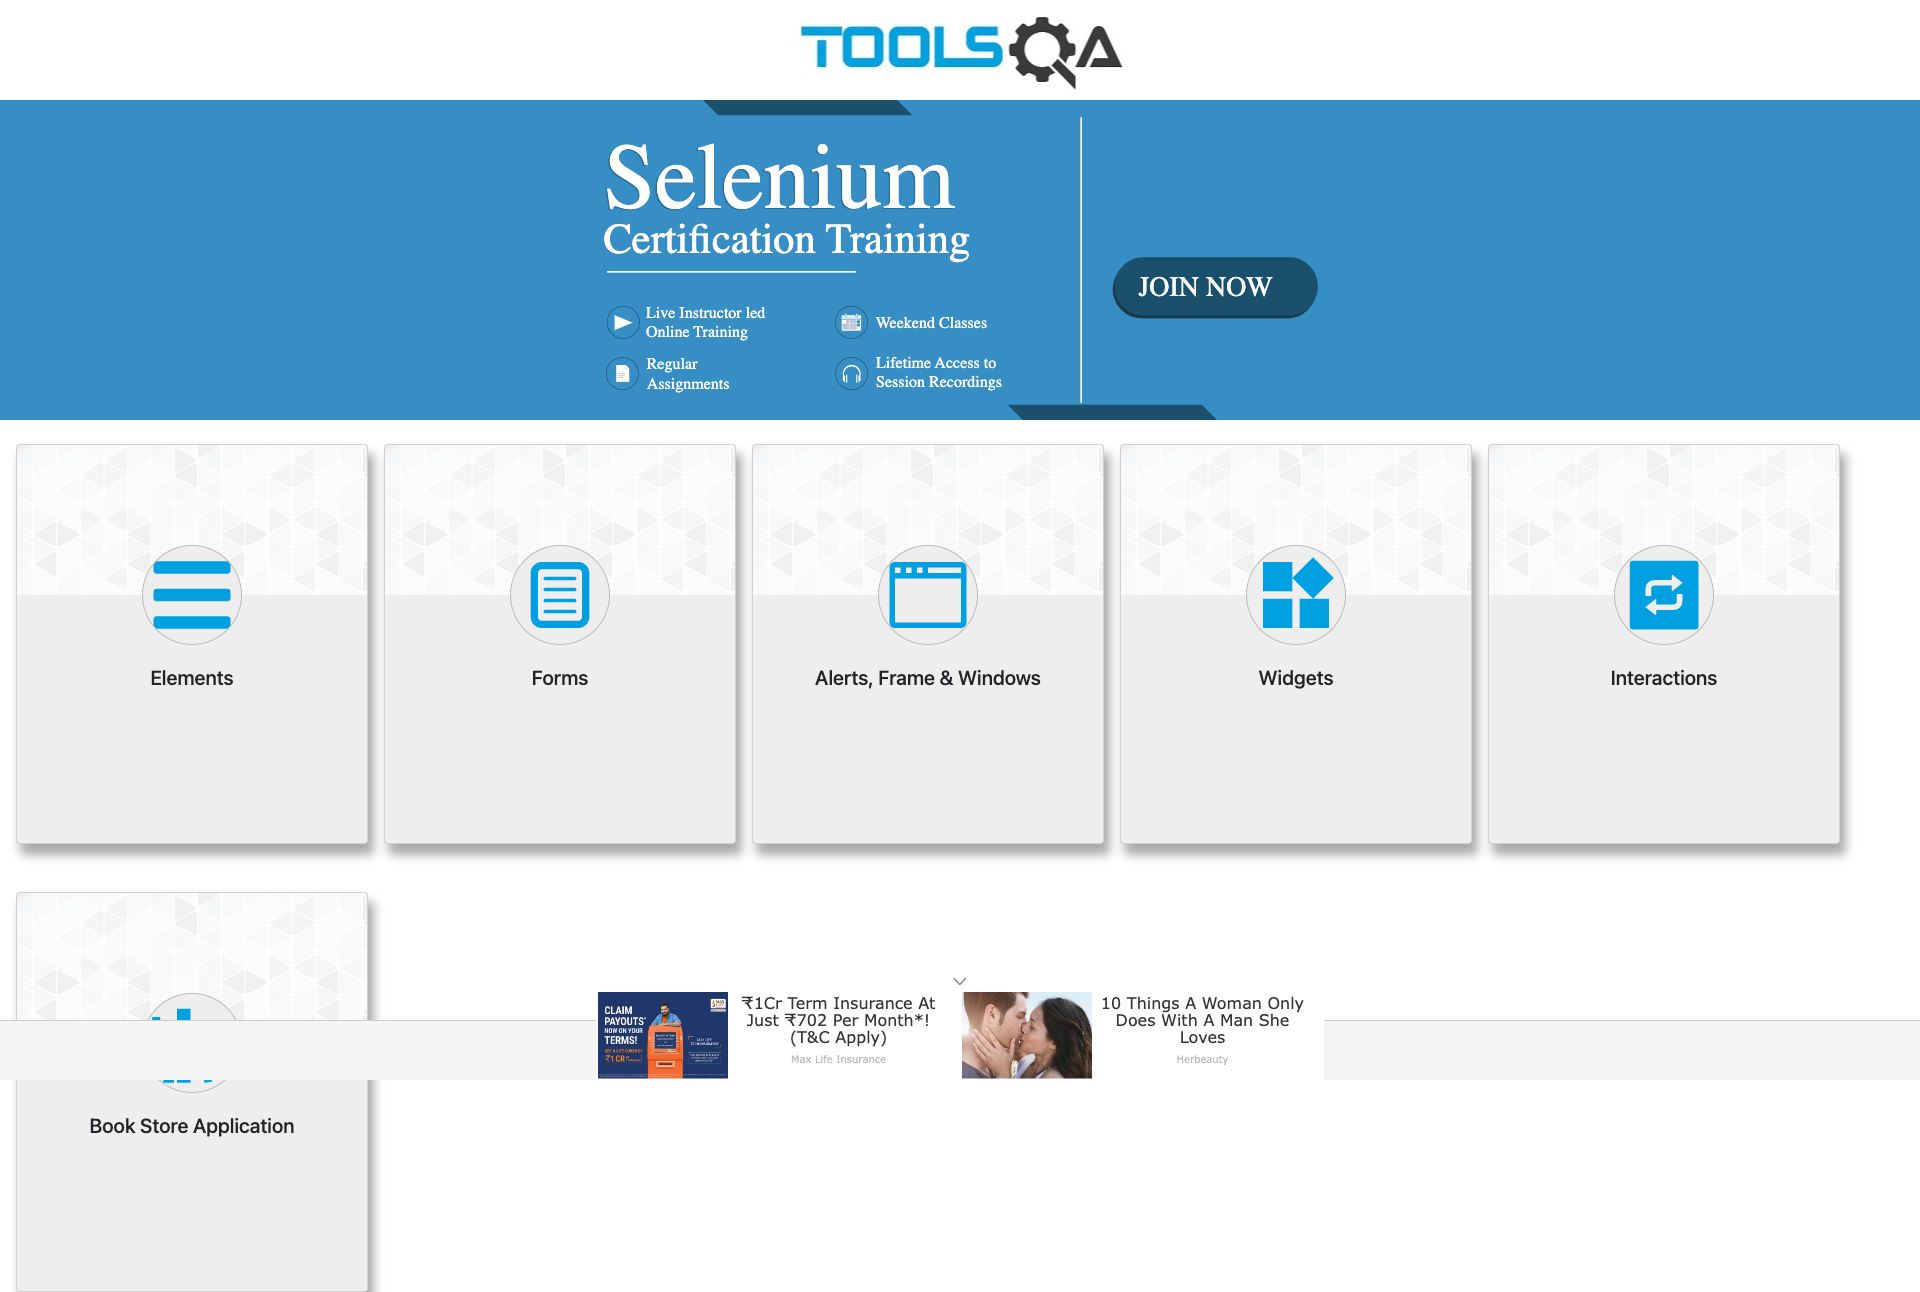 TOOLSQA
Selenium
Certification Training
JOIN NOW
Live Instructor led
Online Training
Weekend Classes
Regular
Assignments
Lifetime Access to
Session Recordings
Elements
Forms
Alerts, Frame & Windows
Widgets
Interactions
CLAIM
PAYOUTS*
NOW ON YOUR
TERMS!
₹1 CR
₹1Cr Term Insurance At
Just ₹702 Per Month*!
(T&C Apply)
Max Life Insurance
10 Things A Woman Only
Does With A Man She
Loves
Herbeauty
Book Store Application